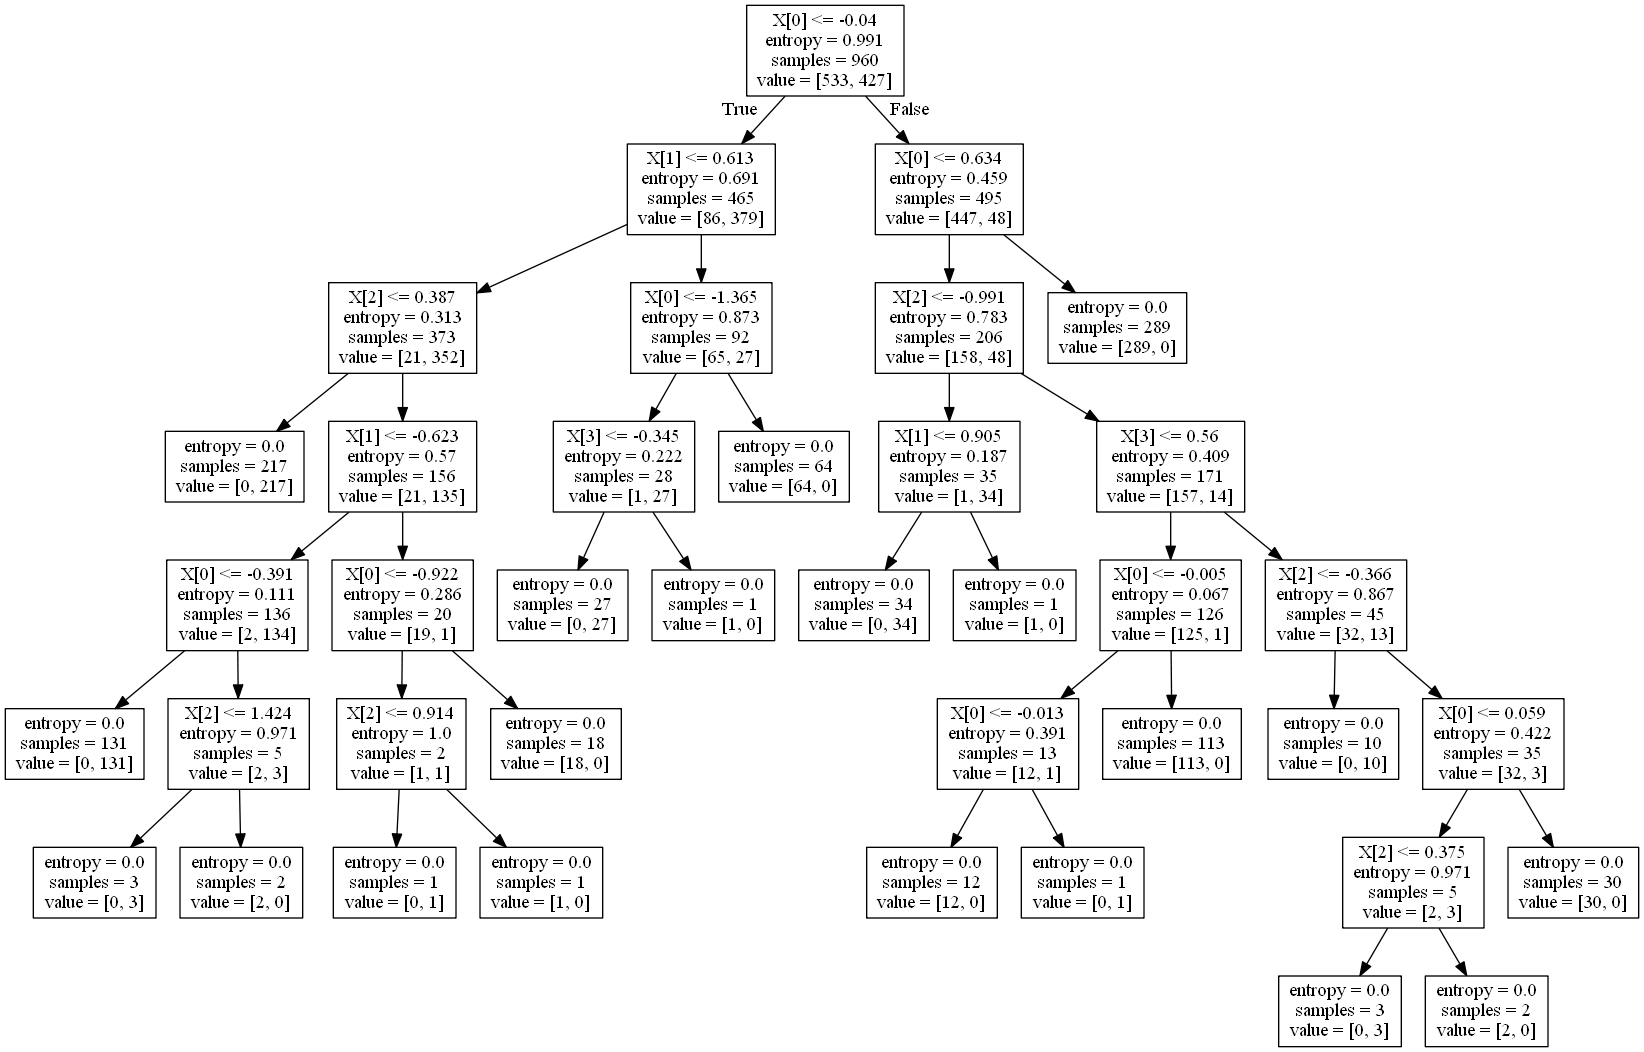 X[0] <= -0.04
entropy = 0.991
samples = 960
value = [533, 427]
True
False
X[1] <= 0.613
entropy = 0.691
samples = 465
value = [86, 379]
X[0] <= 0.634
entropy = 0.459
samples = 495
value = [447, 48]
X[2] <= 0.387
entropy = 0.313
samples = 373
value = [21, 352]
X[0] <= -1.365
entropy = 0.873
samples = 92
value = [65, 27]
X[2] <= -0.991
entropy = 0.783
samples = 206
value = [158, 48]
entropy = 0.0
samples = 289
value = [289, 0]
entropy = 0.0
samples = 217
value = [0, 217]
X[1] <= -0.623
entropy = 0.57
samples = 156
value = [21, 135]
X[3] <= -0.345
entropy = 0.222
samples = 28
value = [1, 27]
entropy = 0.0
samples = 64
value = [64, 0]
X[1] <= 0.905
entropy = 0.187
samples = 35
value = [1, 34]
X[3] <= 0.56
entropy = 0.409
samples = 171
value = [157, 14]
X[0] <= -0.391
entropy = 0.111
samples = 136
value = [2, 134]
X[0] <= -0.922
entropy = 0.286
samples = 20
value = [19, 1]
entropy = 0.0
samples = 27
value = [0, 27]
entropy = 0.0
samples = 1
value = [1, 0]
entropy = 0.0
samples = 34
value = [0, 34]
entropy = 0.0
samples = 1
value = [1, 0]
X[0] <= -0.005
entropy = 0.067
samples = 126
value = [125, 1]
X[2] <= -0.366
entropy = 0.867
samples = 45
value = [32, 13]
entropy = 0.0
samples = 131
value = [0, 131]
X[2] <= 1.424
entropy = 0.971
samples = 5
value = [2, 3]
X[2] <= 0.914
entropy = 1.0
samples = 2
value = [1, 1]
entropy = 0.0
samples = 18
value = [18, 0]
X[0] <= -0.013
entropy = 0.391
samples = 13
value = [12, 1]
entropy = 0.0
samples = 113
value = [113, 0]
entropy = 0.0
samples = 10
value = [0, 10]
X[0] <= 0.059
entropy = 0.422
samples = 35
value = [32, 3]
entropy = 0.0
samples = 3
value = [0, 3]
entropy = 0.0
samples = 2
value = [2, 0]
entropy = 0.0
samples = 1
value = [0, 1]
entropy = 0.0
samples = 1
value = [1, 0]
entropy = 0.0
samples = 12
value = [12, 0]
entropy = 0.0
samples = 1
value = [0, 1]
X[2] <= 0.375
entropy = 0.971
samples = 5
value = [2, 3]
entropy = 0.0
samples = 30
value = [30, 0]
entropy = 0.0
samples = 3
value = [0, 3]
entropy = 0.0
samples = 2
value = [2, 0]